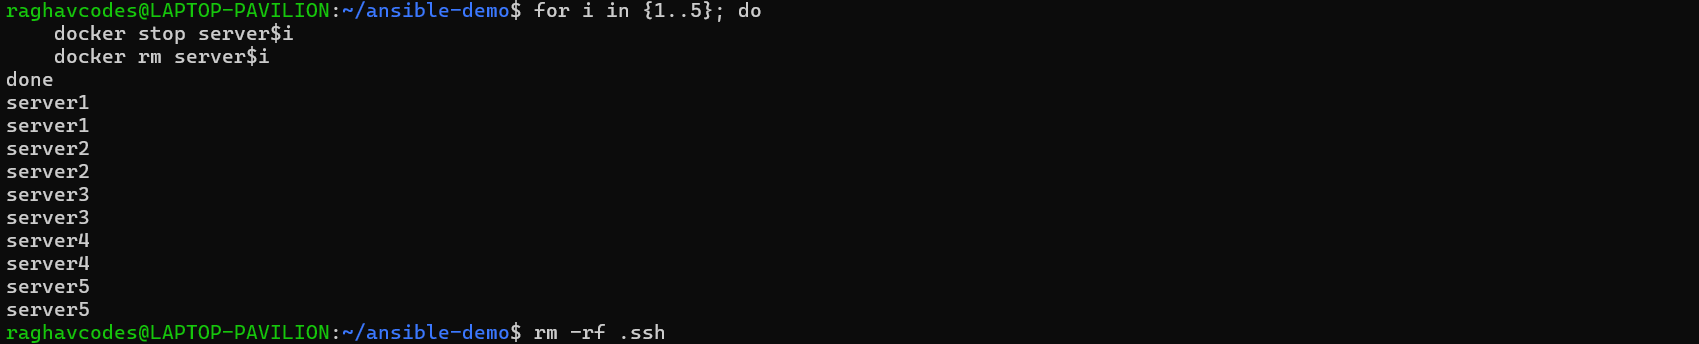 raghavcodes@LAPTOP-PAVILION:~/ansible-demo$ for i in {1..5}; do
    docker stop server$i
    docker rm server$i
done
server1
server1
server2
server2
server3
server3
server4
server4
server5
server5
raghavcodes@LAPTOP-PAVILION:~/ansible-demo$ rm -rf .ssh